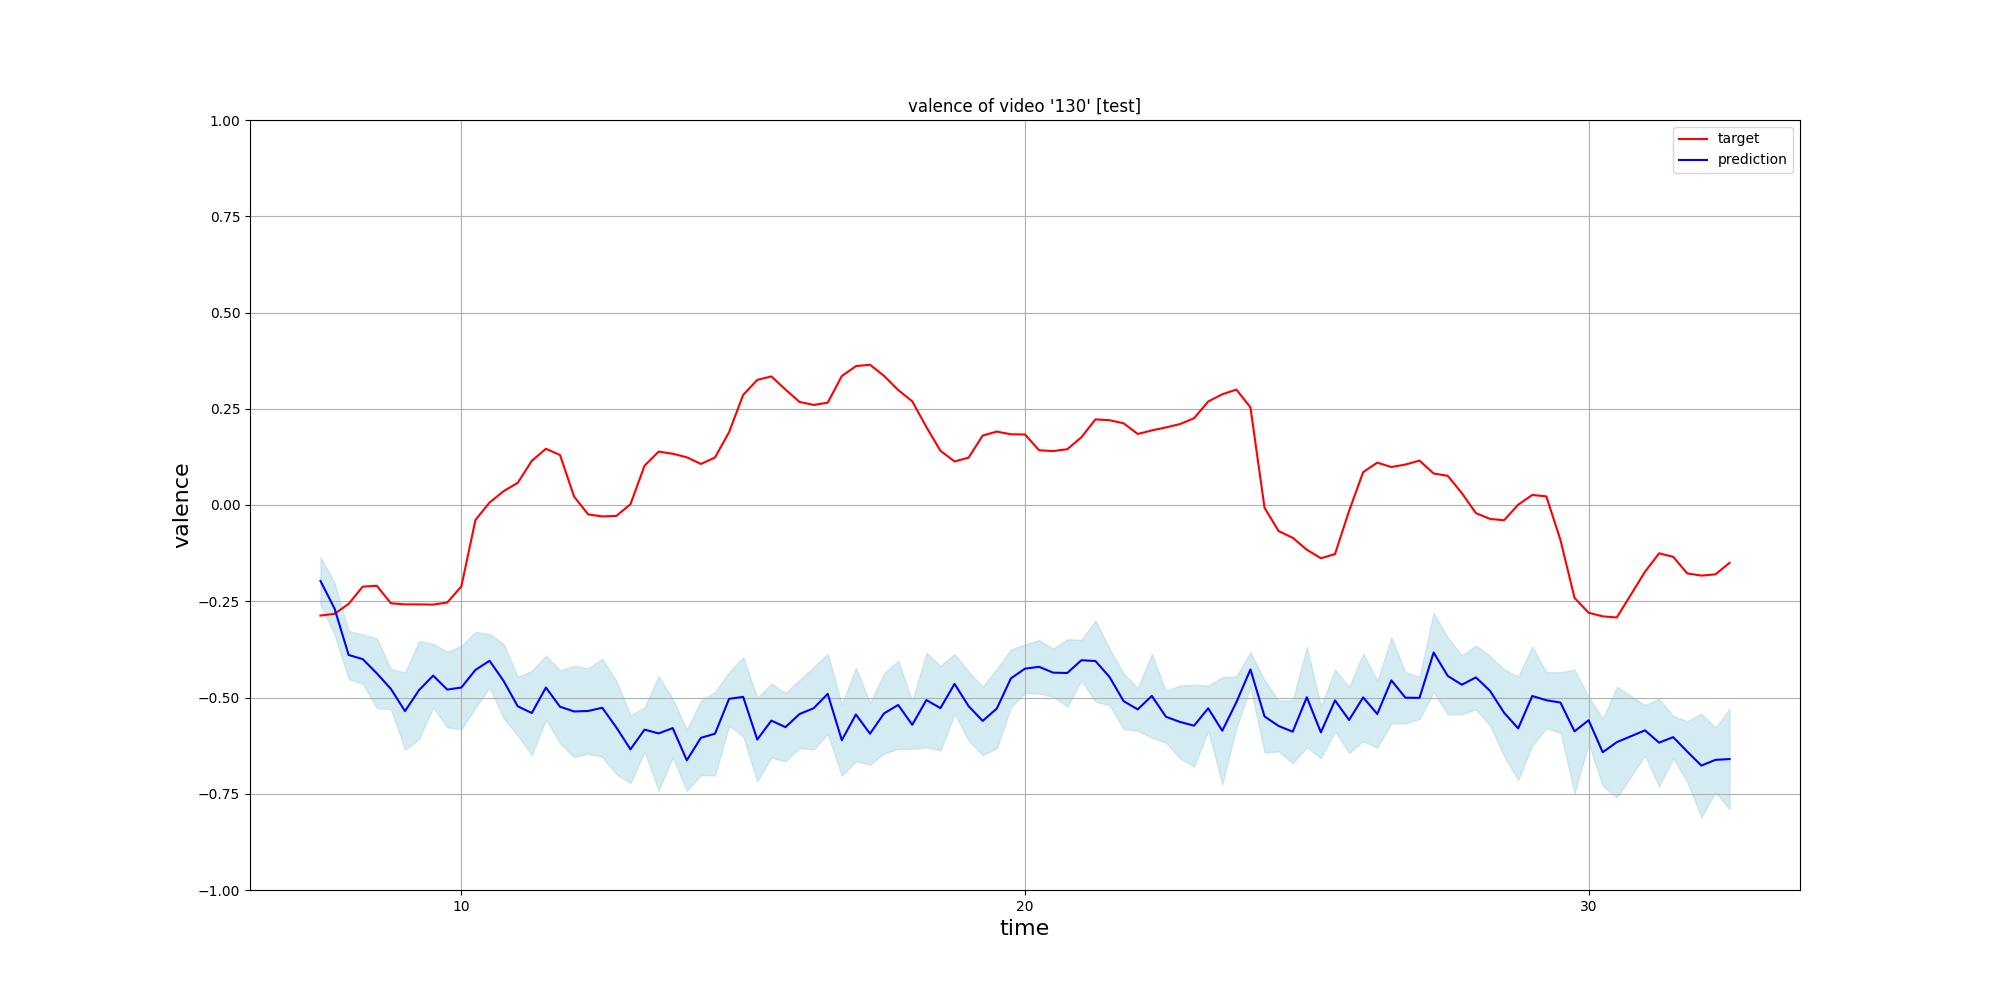 valence of video '130' [test]
target
prediction
1.00
0.75
0.50
0.25
0.00
−0.25
−0.50
−0.75
−1.00
valence
10 20 30
time